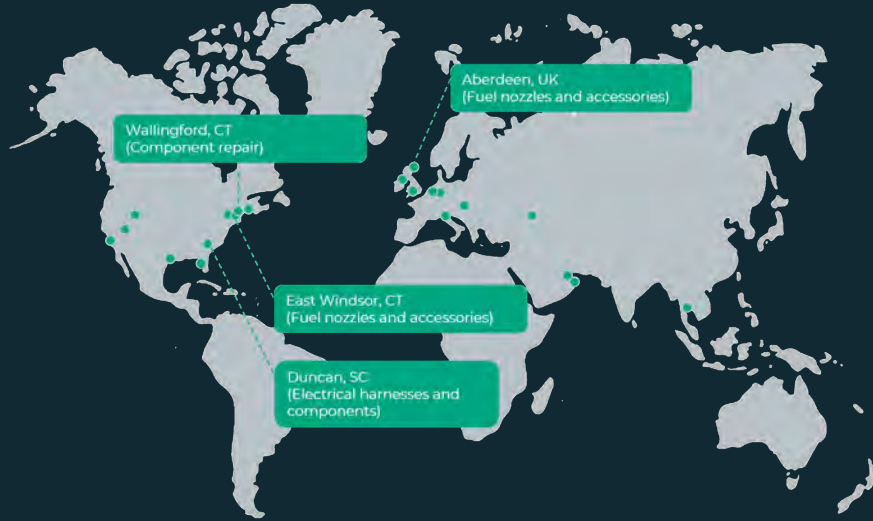 Aberdeen, UK
(Fuel nozzles and accessories)
Wallingford, CT
(Component repair)
East Windsor, CT
(Fuel nozzles and accessories)
Duncan, SC
(Electrical harnesses and
components)